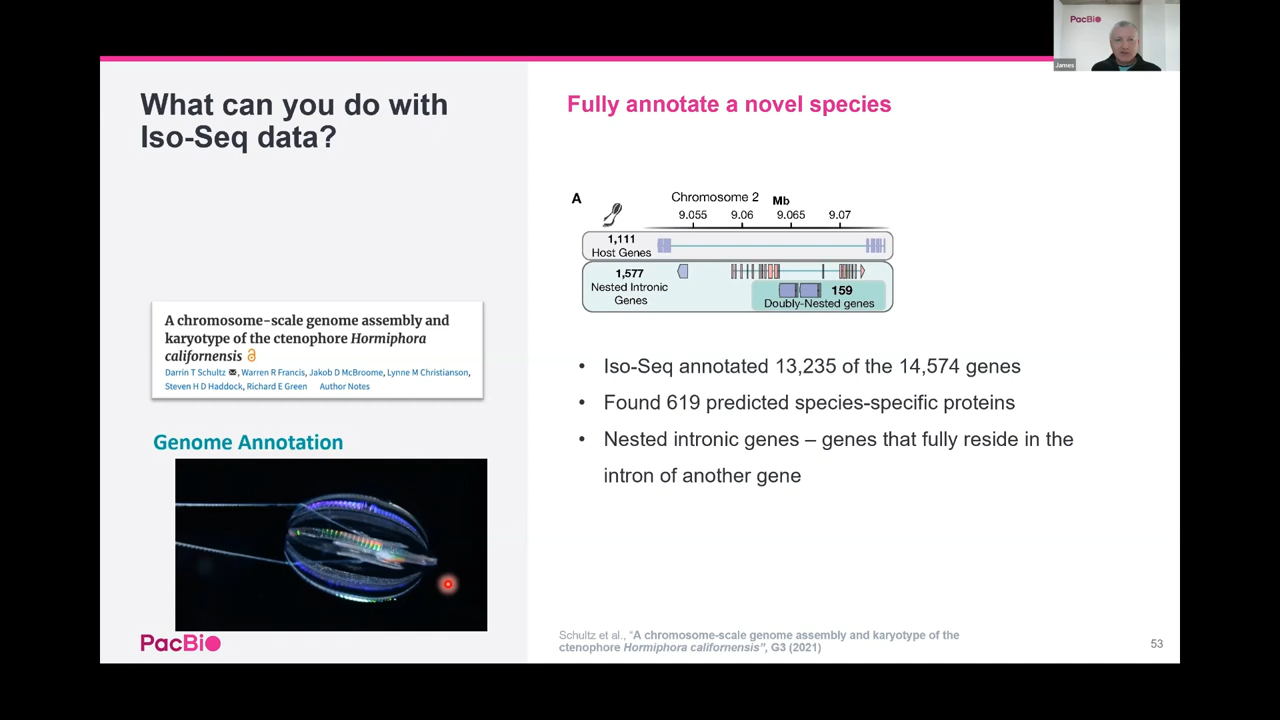 PacBio
James
What can you do with
Iso-Seq data?
Fully annotate a novel species
A
Chromosome 2 Mb
9.055 9.06 9.065 9.07
1,111
Host Genes
1,577
Nested Intronic
Genes
159
Doubly-Nested genes
A chromosome-scale genome assembly and
karyotype of the ctenophore Hormiphora
californensis
Darrin T Schultz, Warren R Francis, Jakob D McBroome, Lynne M Christianson,
Steven H D Haddock, Richard E Green Author Notes
Genome Annotation
• Iso-Seq annotated 13,235 of the 14,574 genes
• Found 619 predicted species-specific proteins
• Nested intronic genes – genes that fully reside in the
intron of another gene
PacBio
Schultz et al., “A chromosome-scale genome assembly and karyotype of the
ctenophore Hormiphora californensis”, G3 (2021)
53